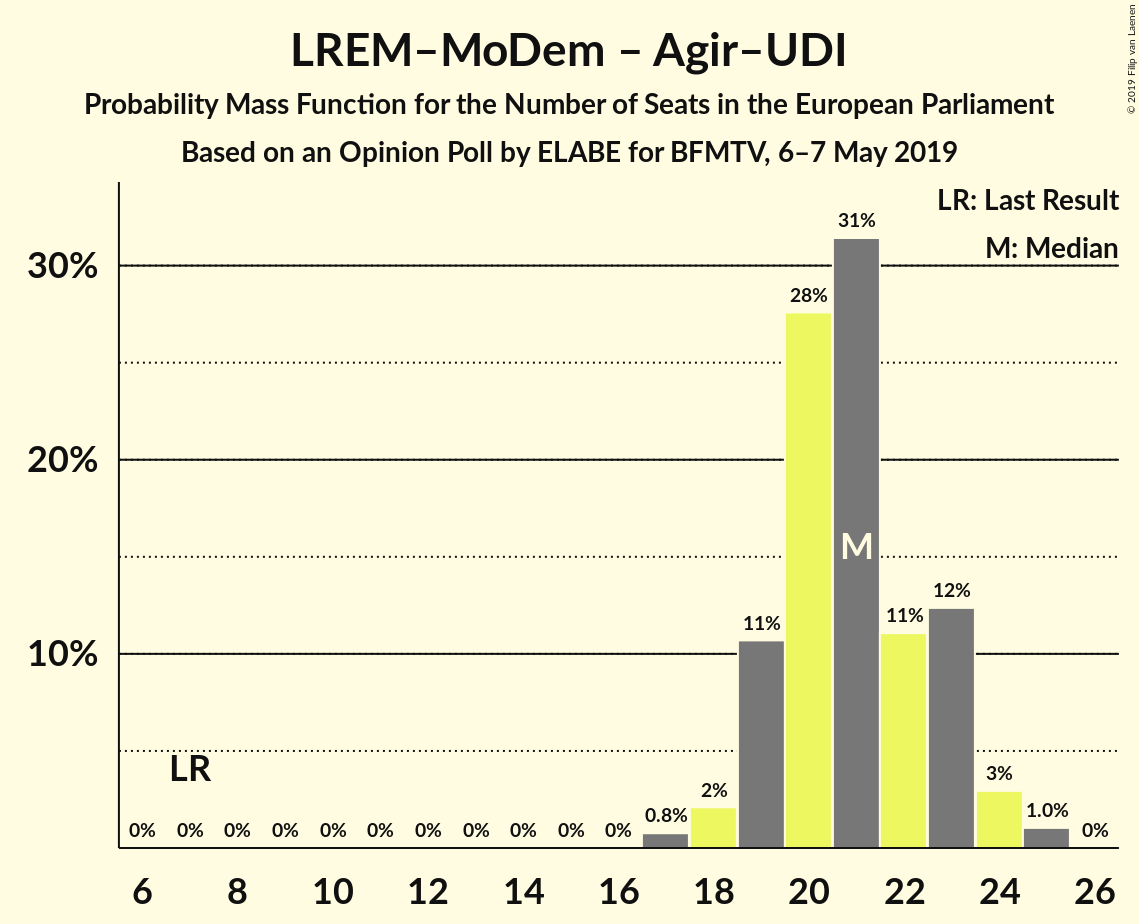 LREM–MoDem – Agir–UDI
Probability Mass Function for the Number of Seats in the European Parliament
Based on an Opinion Poll by ELABE for BFMTV, 6–7 May 2019
© 2019 Filip van Laenen
LR: Last Result
M: Median
30%
20%
10%
31%
28%
M
12%
11%
11%
LR
3%
2%
1.0%
0.8%
0% 0% 0% 0% 0% 0% 0% 0% 0% 0% 0% 0%
6 8 10 12 14 16 18 20 22 24 26